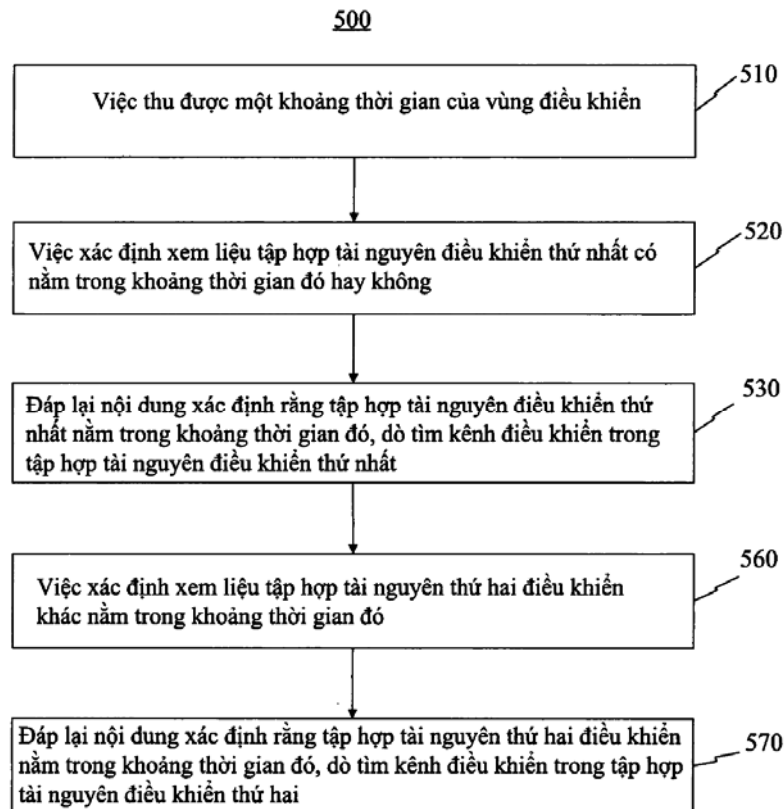 500
510
Việc thu được một khoảng thời gian của vùng điều khiển
520
Việc xác định xem liệu tập hợp tài nguyên điều khiển thứ nhất có
nằm trong khoảng thời gian đó hay không
530
Đáp lại nội dung xác định rằng tập hợp tài nguyên điều khiển thứ
nhất nằm trong khoảng thời gian đó, dò tìm kênh điều khiển trong
tập hợp tài nguyên điều khiển thứ nhất
560
Việc xác định xem liệu tập hợp tài nguyên thứ hai điều khiển
khác nằm trong khoảng thời gian đó
570
Đáp lại nội dung xác định rằng tập hợp tài nguyên thứ hai điều khiển
nằm trong khoảng thời gian đó, dò tìm kênh điều khiển trong tập hợp
tài nguyên điều khiển thứ hai